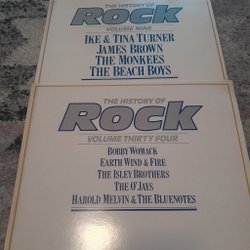 THE HISTORY OF
Rock
VOLUME NINE
IKE & TINA TURNER
JAMES BROWN
THE MONKEES
THE BEACH BOYS
THE HISTORY OF
Rock
VOLUME THIRTY FOUR
BOBBY WOMACK
EARTH WIND & FIRE
THE ISLEY BROTHERS
THE O'JAYS
HAROLD MELVIN & THE BLUENOTES